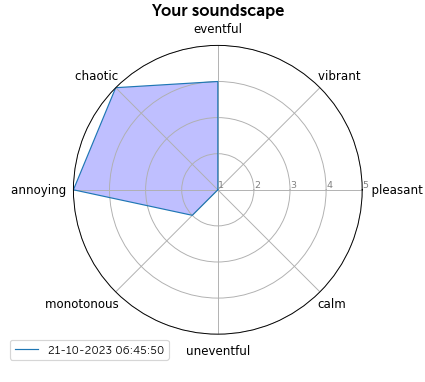 Your soundscape
eventful
chaotic
vibrant
annoying
1 2 3 4 5
pleasant
monotonous
calm
uneventful
21-10-2023 06:45:50